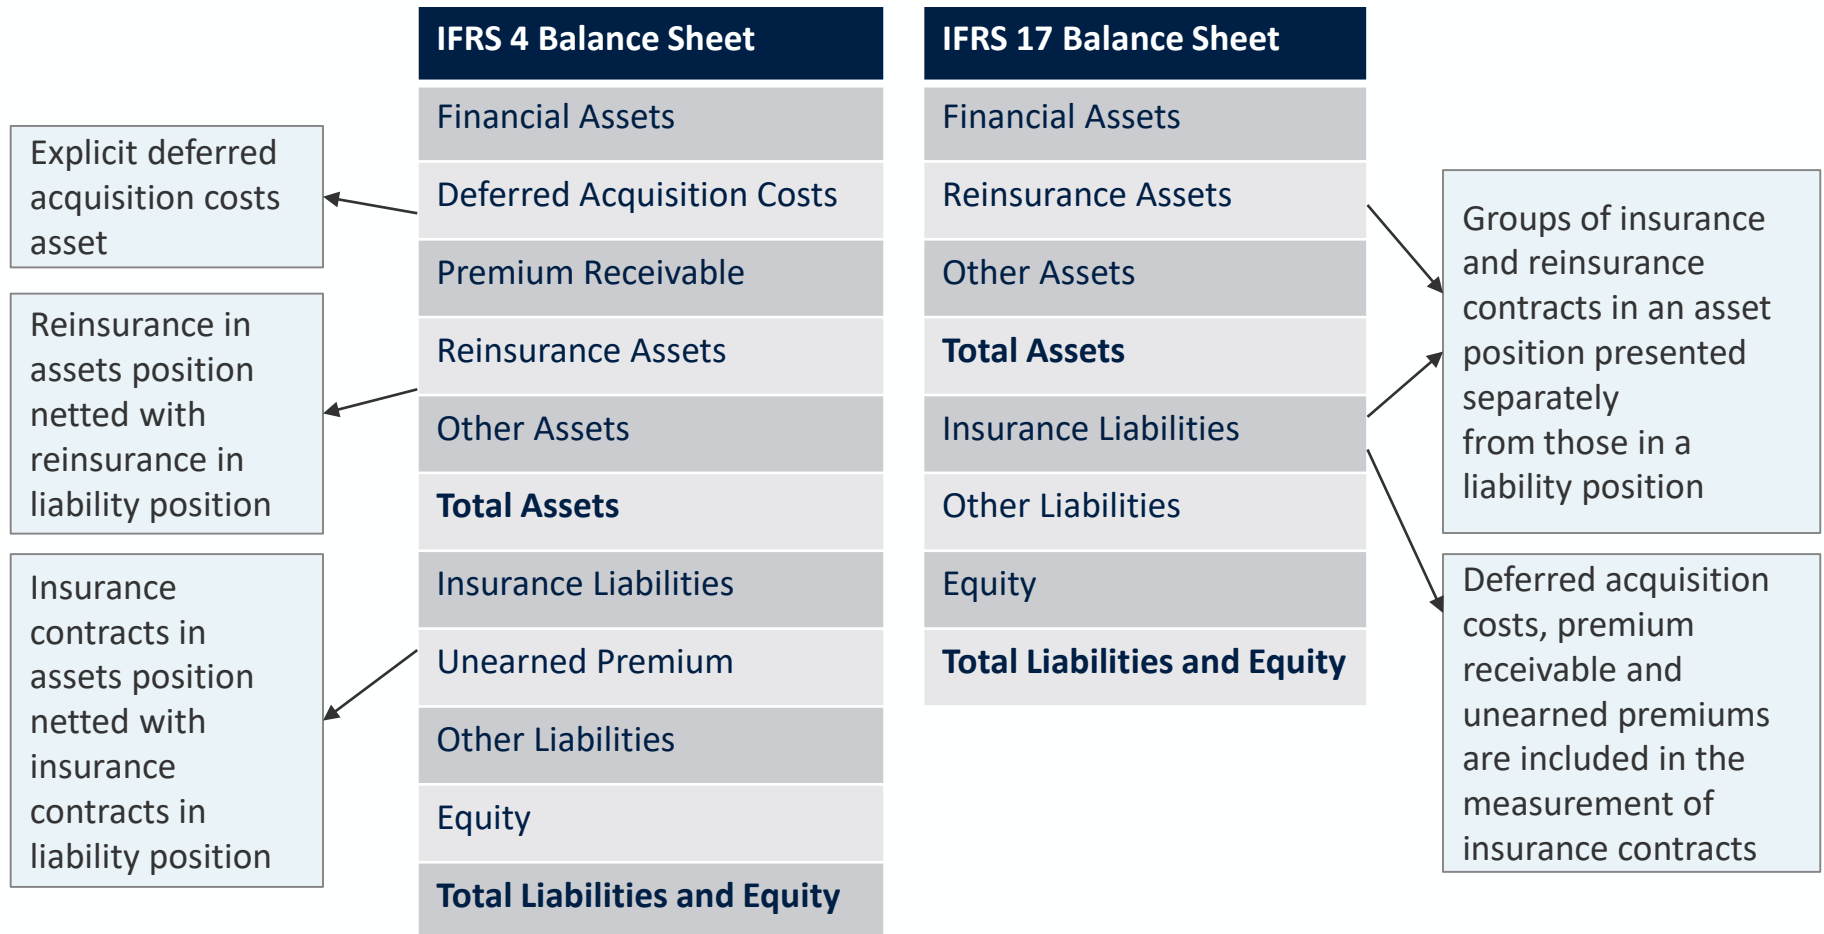 IFRS 4 Balance Sheet
Financial Assets
Deferred Acquisition Costs
Premium Receivable
Reinsurance Assets
Other Assets
Total Assets
Insurance Liabilities
Unearned Premium
Other Liabilities
Equity
Total Liabilities and Equity
IFRS 17 Balance Sheet
Financial Assets
Reinsurance Assets
Other Assets
Total Assets
Insurance Liabilities
Other Liabilities
Equity
Total Liabilities and Equity
Explicit deferred
acquisition costs
asset
Reinsurance in
assets position
netted with
reinsurance in
liability position
Insurance
contracts in
assets position
netted with
insurance
contracts in
liability position
Groups of insurance
and reinsurance
contracts in an asset
position presented
separately
from those in a
liability position
Deferred acquisition
costs, premium
receivable and
unearned premiums
are included in the
measurement of
insurance contracts